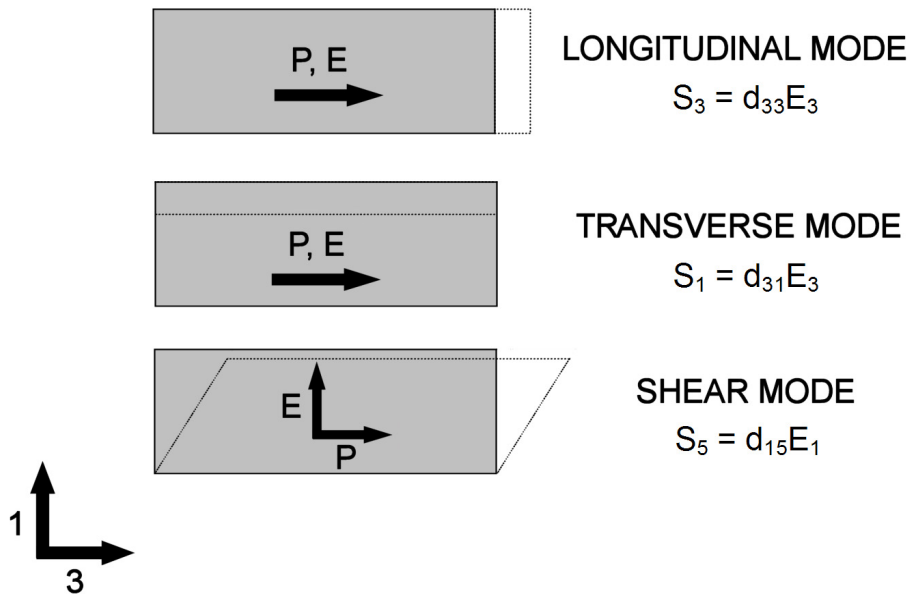 P, E
LONGITUDINAL MODE
S₃ = d₃₃E₃
P, E
TRANSVERSE MODE
S₁ = d₃₁E₃
E
P
SHEAR MODE
S₅ = d₁₅E₁
1
3